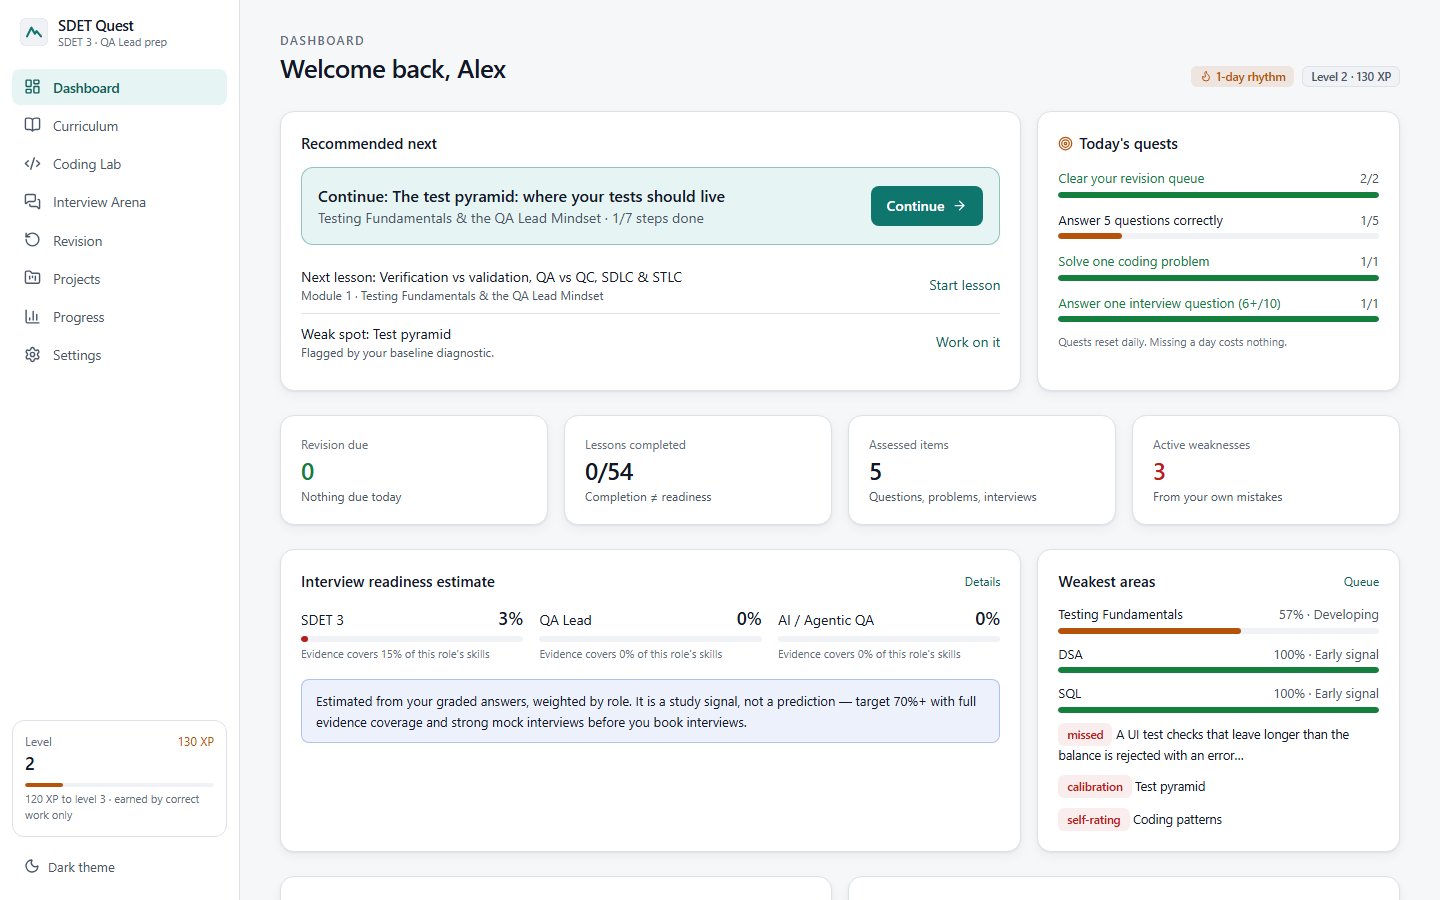 SDET Quest
SDET 3 · QA Lead prep
Dashboard
Curriculum
Coding Lab
Interview Arena
Revision
Projects
Progress
Settings
Level
130 XP
2
120 XP to level 3 · earned by correct
work only
Dark theme
DASHBOARD
Welcome back, Alex
1-day rhythm
Level 2 · 130 XP
Recommended next
Continue: The test pyramid: where your tests should live
Testing Fundamentals & the QA Lead Mindset · 1/7 steps done
Continue →
Next lesson: Verification vs validation, QA vs QC, SDLC & STLC
Module 1 · Testing Fundamentals & the QA Lead Mindset
Start lesson
Weak spot: Test pyramid
Flagged by your baseline diagnostic.
Work on it
Today's quests
Clear your revision queue 2/2
Answer 5 questions correctly 1/5
Solve one coding problem 1/1
Answer one interview question (6+/10) 1/1
Quests reset daily. Missing a day costs nothing.
Revision due
0
Nothing due today
Lessons completed
0/54
Completion ≠ readiness
Assessed items
5
Questions, problems, interviews
Active weaknesses
3
From your own mistakes
Interview readiness estimate
Details
SDET 3 3%
Evidence covers 15% of this role's skills
QA Lead 0%
Evidence covers 0% of this role's skills
AI / Agentic QA 0%
Evidence covers 0% of this role's skills
Estimated from your graded answers, weighted by role. It is a study signal, not a prediction — target 70%+ with full
evidence coverage and strong mock interviews before you book interviews.
Weakest areas
Queue
Testing Fundamentals 57% · Developing
DSA 100% · Early signal
SQL 100% · Early signal
missed A UI test checks that leave longer than the
balance is rejected with an error...
calibration Test pyramid
self-rating Coding patterns